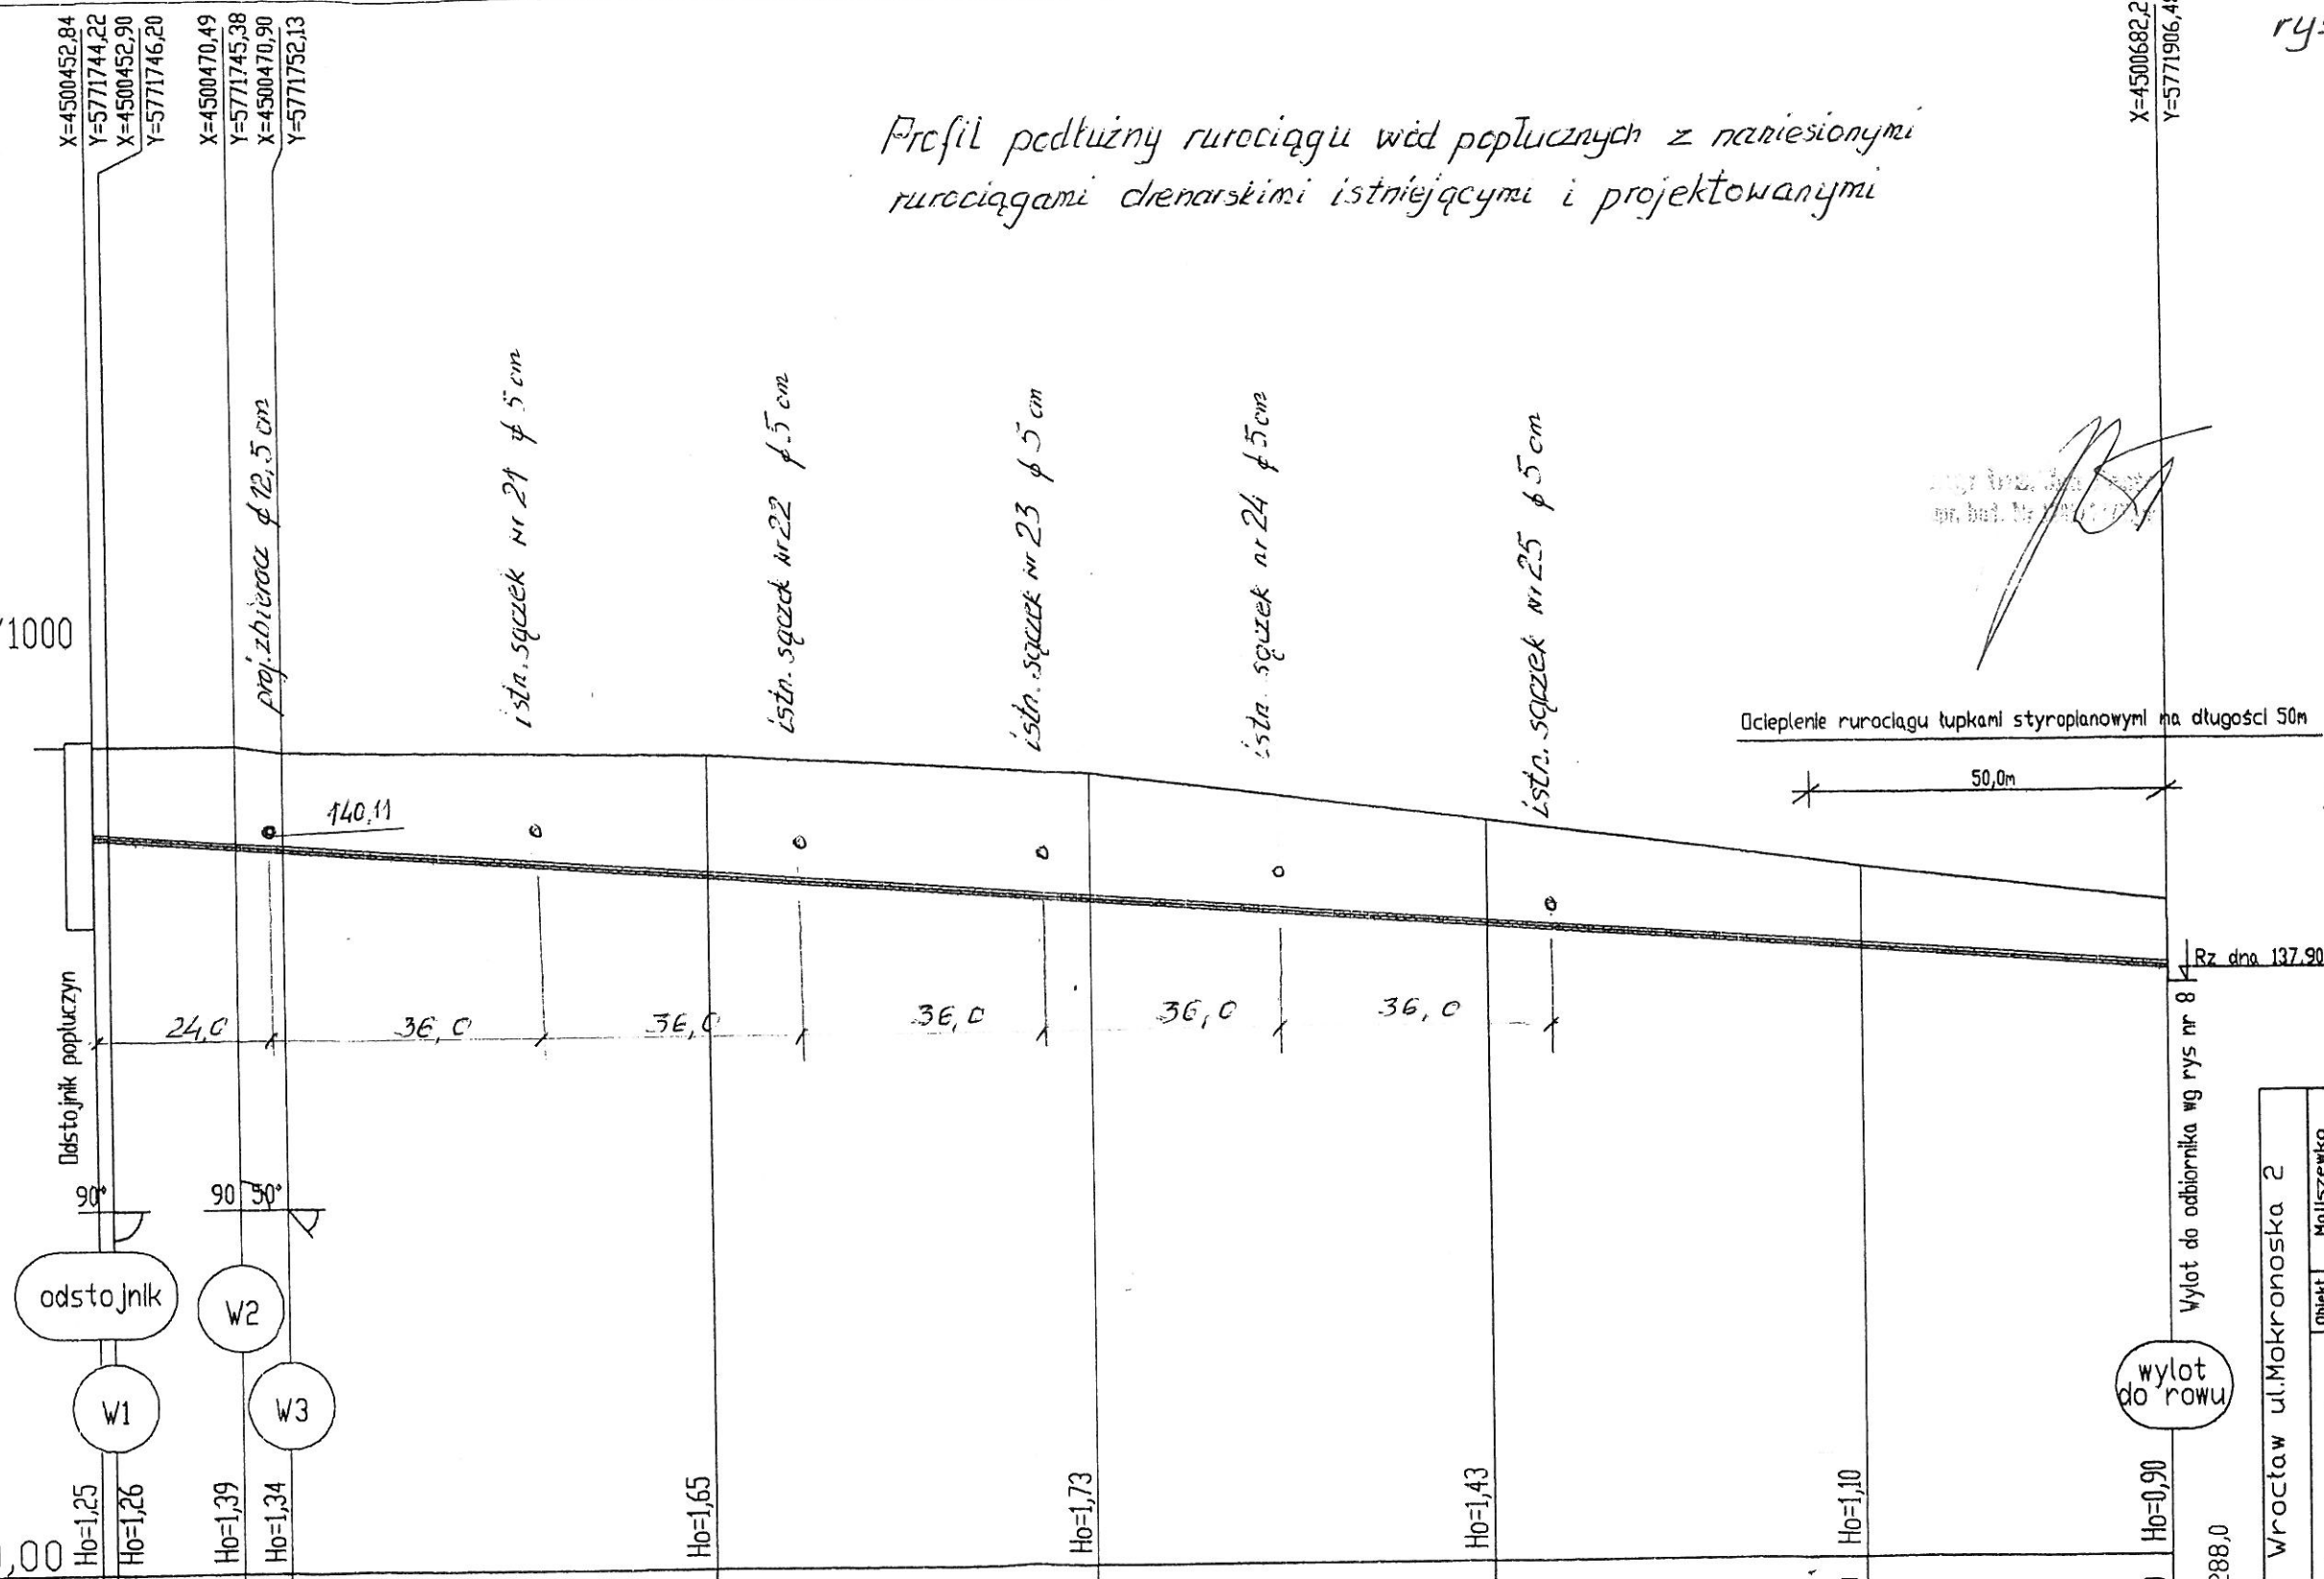 X=4500452,84
Y=5771744,22
X=4500452,90
Y=5771746,20
X=4500470,49
Y=5771745,38
X=4500470,90
Y=5771752,13
X=4500682,2
Y=5771906,4
rys
Profil podłużny rurociągu wód popłucznych z naniesionymi
rurociągami drenarskimi istniejącymi i projektowanymi
/1000
proj. zbieracz ϕ 12,5 cm
istn. sączek nr 21 ϕ 5 cm
istn. sączek nr 22 ϕ 5 cm
istn. sączek nr 23 ϕ 5 cm
istn. sączek nr 24 ϕ 5 cm
istn. sączek nr 25 ϕ 5 cm
Ocieplenie rurociągu łupkami styropianowymi na długości 50m
50,0m
140,11
Rz dna 137.90
24,0
36,0
36,0
36,0
36,0
36,0
Odstojnik popłuczyn
Wylot do odbiornika wg rys nr 8
90°
90
50°
odstojnik
W1
W2
W3
wylot
do rowu
Ho=1,25
Ho=1,26
Ho=1,39
Ho=1,34
Ho=1,65
Ho=1,73
Ho=1,43
Ho=1,10
Ho=0,90
,00
288,0
Wrocław ul.Mokronoska 2
Obiekt